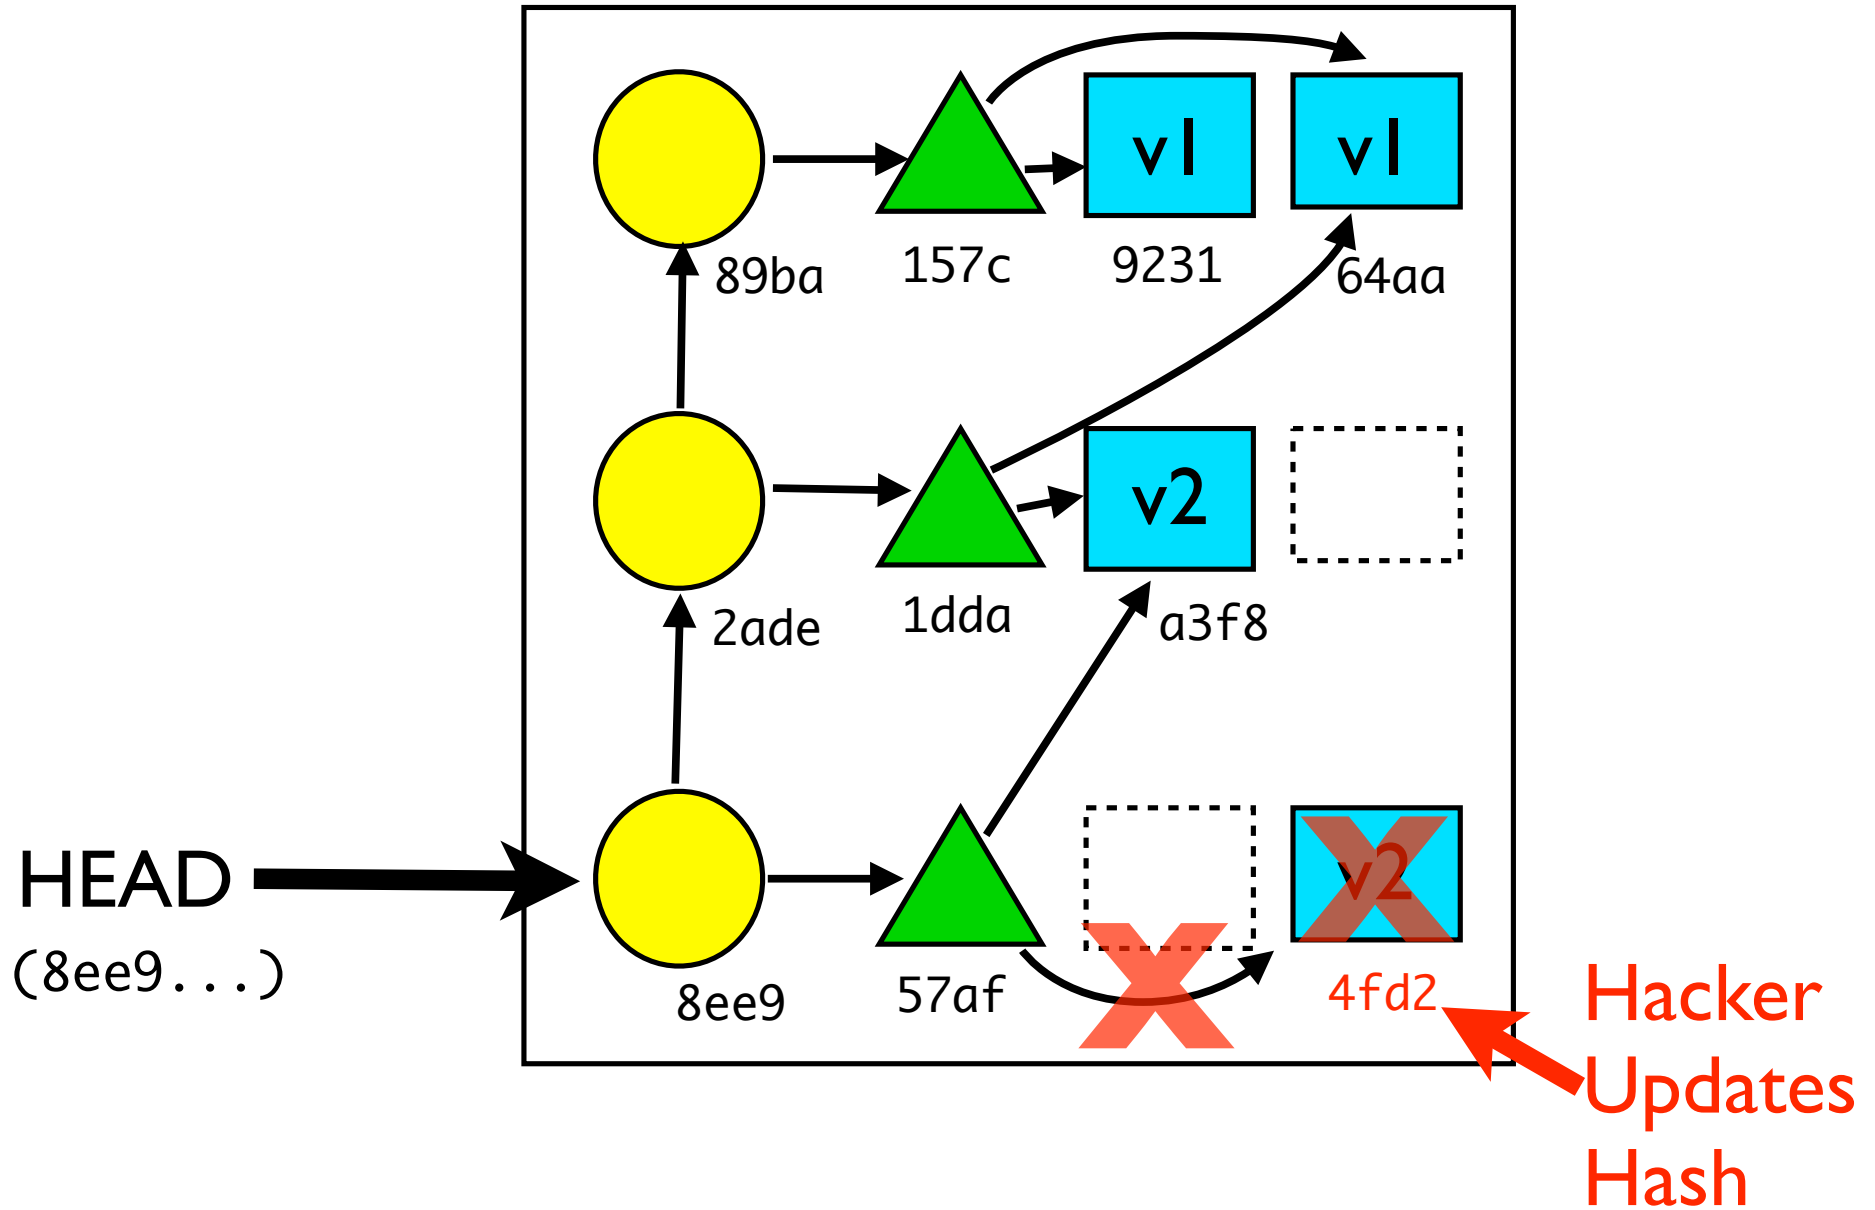 v1
v1
89ba
157c
9231
64aa
v2
2ade
1dda
a3f8
HEAD
(8ee9...)
v2
8ee9
57af
4fd2
Hacker
Updates
Hash